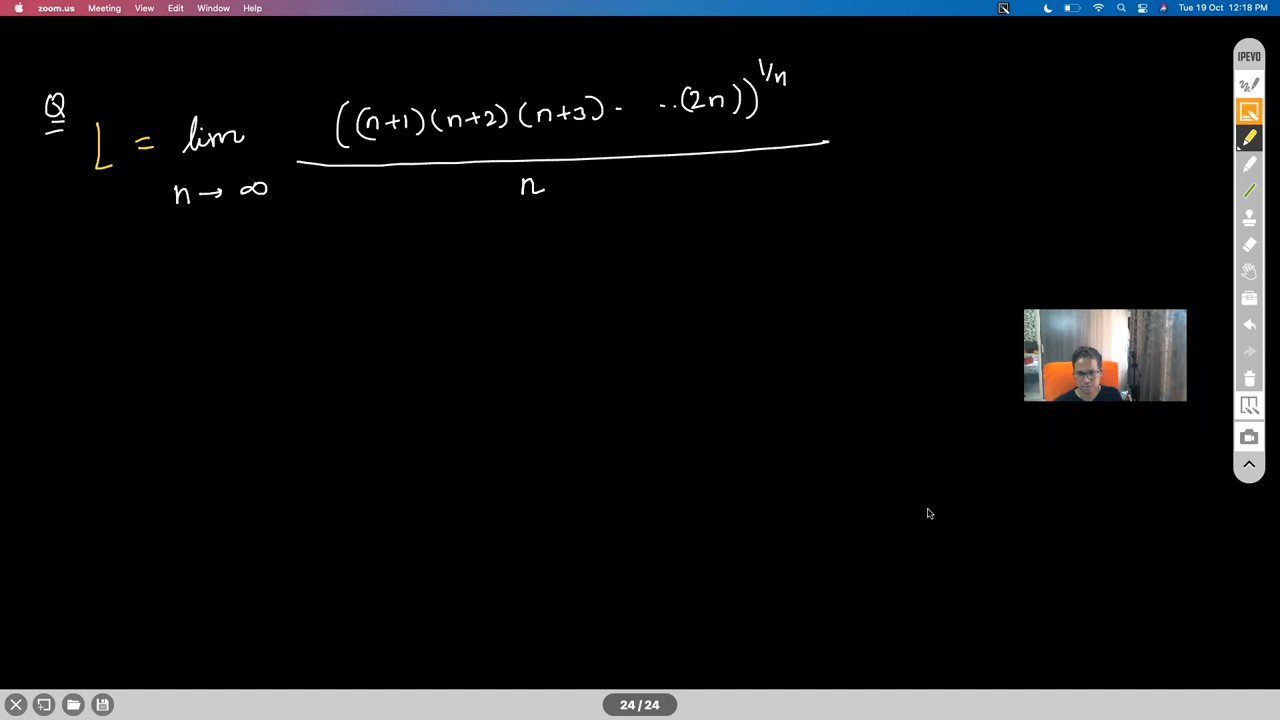 zoom.us Meeting View Edit Window Help Tue 19 Oct 12:18 PM
IPEVO
Q L = lim ((n+1)(n+2)(n+3)- ..(2n))^1/n
n→∞ n
24/24